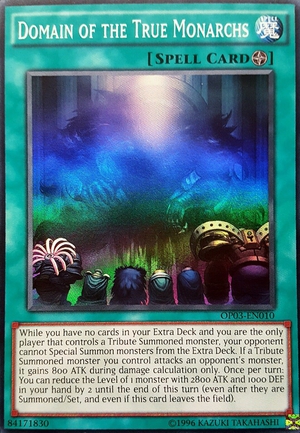 DOMAIN OF THE TRUE MONARCHS
SPELL
魔
[SPELL CARD]
OP03-EN010
While you have no cards in your Extra Deck and you are the only
player that controls a Tribute Summoned monster, your opponent
cannot Special Summon monsters from the Extra Deck. If a Tribute
Summoned monster you control attacks an opponent's monster,
it gains 800 ATK during damage calculation only. Once per turn:
You can reduce the Level of 1 monster with 2800 ATK and 1000 DEF
in your hand by 2 until the end of this turn (even after they are
Summoned/Set, and even if this card leaves the field).
84171830
©1996 KAZUKI TAKAHASHI